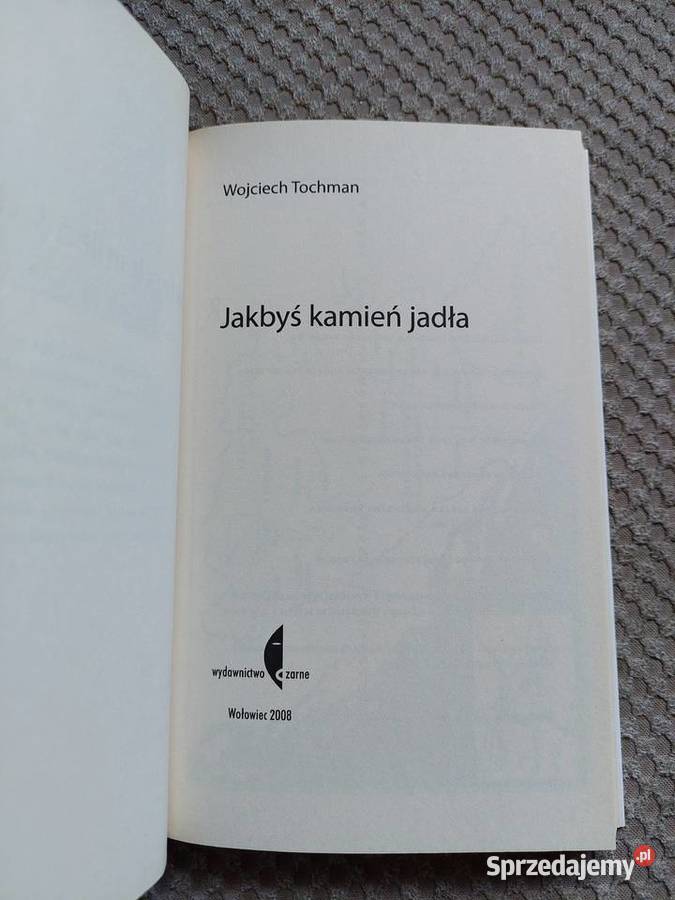 Wojciech Tochman
Jakbyś kamień jadła
wydawnictwo czarne
Wołowiec 2008
Sprzedajemy.pl